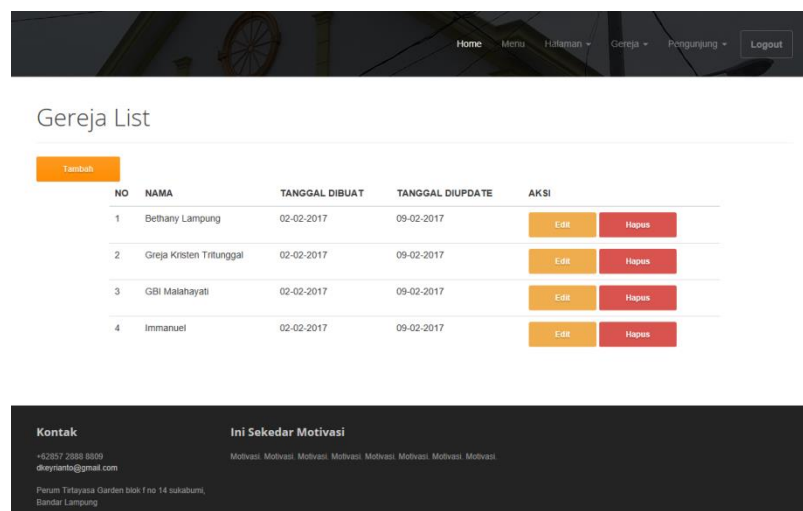 Home Menu Halaman Gereja Pengunjung Logout
Gereja List
Tambah
NO NAMA TANGGAL DIBUAT TANGGAL DIUPDATE AKSI
1 Bethany Lampung 02-02-2017 09-02-2017 Edit Hapus
2 Greja Kristen Tritunggal 02-02-2017 09-02-2017 Edit Hapus
3 GBI Malahayati 02-02-2017 09-02-2017 Edit Hapus
4 Immanuel 02-02-2017 09-02-2017 Edit Hapus
Kontak
+62857 2888 8809
dkeyrianto@gmail.com
Perum Tirtayasa Garden blok f no 14 sukabumi,
Bandar Lampung
Ini Sekedar Motivasi
Motivasi. Motivasi. Motivasi. Motivasi. Motivasi. Motivasi. Motivasi. Motivasi.